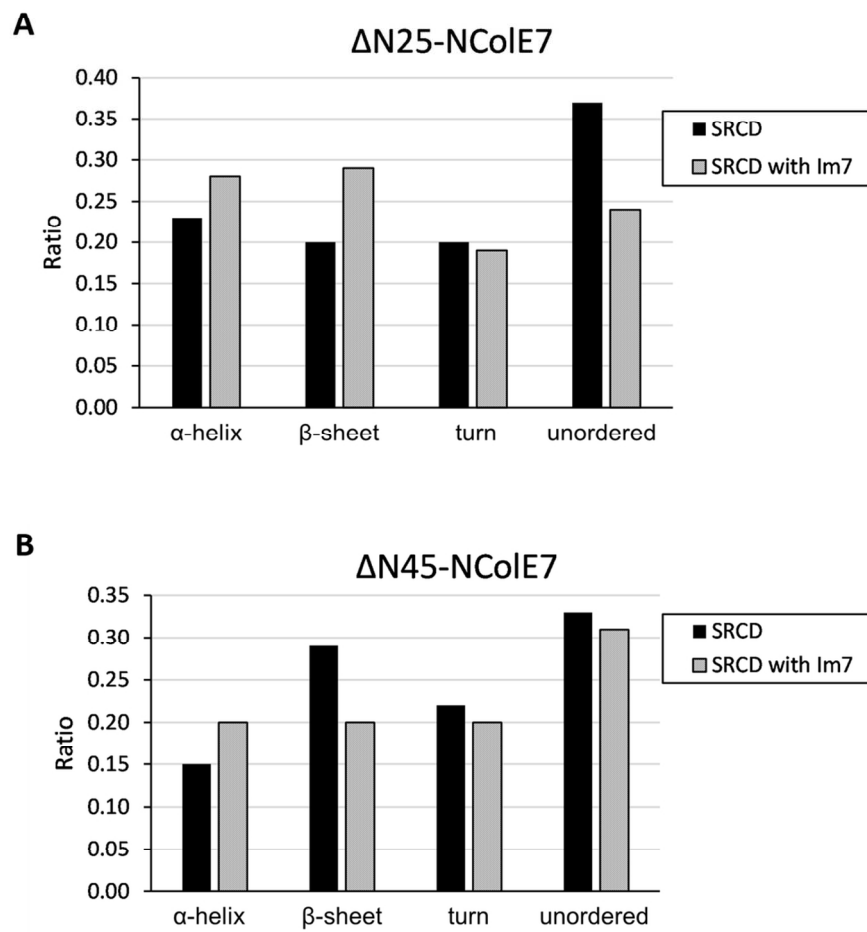 A
ΔN25-NColE7
0.40
0.35
0.30
0.25
0.20
0.15
0.10
0.05
0.00
Ratio
α-helix β-sheet turn unordered
SRCD
SRCD with Im7
B
ΔN45-NColE7
0.35
0.30
0.25
0.20
0.15
0.10
0.05
0.00
Ratio
α-helix β-sheet turn unordered
SRCD
SRCD with Im7